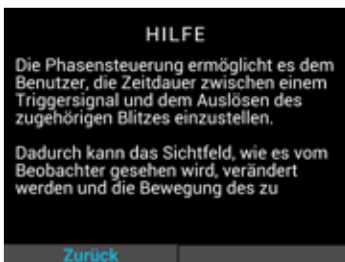 HILFE
Die Phasensteuerung ermöglicht es dem
Benutzer, die Zeitdauer zwischen einem
Triggersignal und dem Auslösen des
zugehörigen Blitzes einzustellen.
Dadurch kann das Sichtfeld, wie es vom
Beobachter gesehen wird, verändert
werden und die Bewegung des zu
Zurück